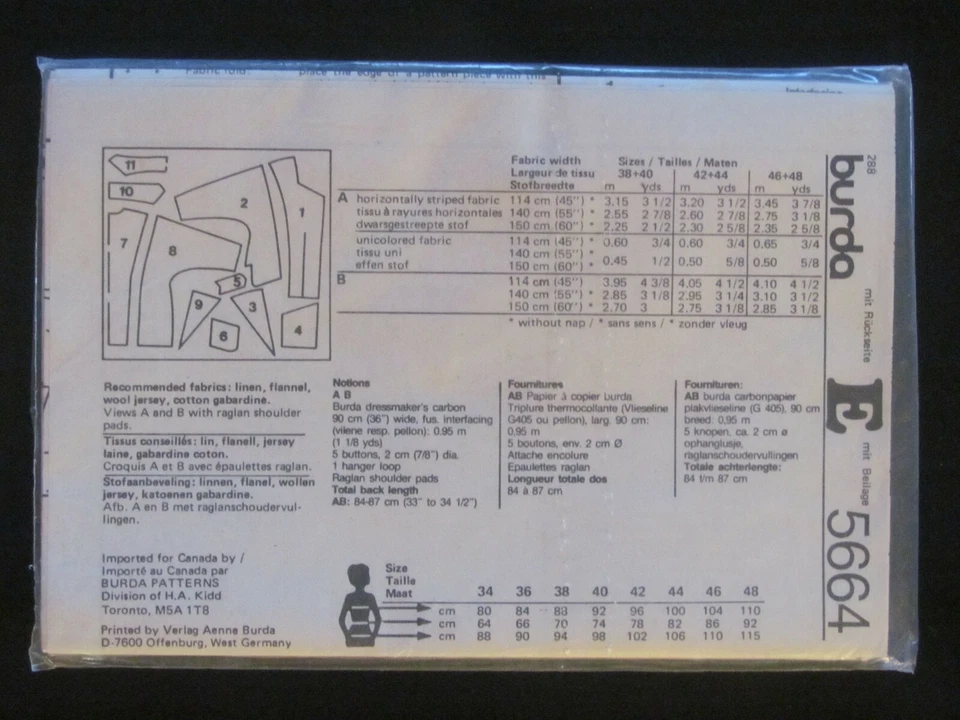 Fabric fold: place the edge of a pattern piece with this
Interfacing
11
10
2
1
7
8
5
9
3
6
4
Fabric width Sizes / Tailles / Maten
Largeur de tissu 38+40 42+44 46+48
Stofbreedte m yds m yds m yds
A horizontally striped fabric 114 cm (45") * 3.15 3 1/2 3.20 3 1/2 3.45 3 7/8
tissu à rayures horizontales 140 cm (55") * 2.55 2 7/8 2.60 2 7/8 2.75 3 1/8
dwarsgestreepte stof 150 cm (60") * 2.25 2 1/2 2.30 2 5/8 2.35 2 5/8
unicolored fabric 114 cm (45") * 0.60 3/4 0.60 3/4 0.65 3/4
tissu uni 140 cm (55") *
effen stof 150 cm (60") * 0.45 1/2 0.50 5/8 0.50 5/8
B 114 cm (45") * 3.95 4 3/8 4.05 4 1/2 4.10 4 1/2
140 cm (55") * 2.85 3 1/8 2.95 3 1/4 3.10 3 1/2
150 cm (60") * 2.70 3 2.75 3 1/8 2.85 3 1/8
* without nap / * sans sens / * zonder vleug
Recommended fabrics: linen, flannel,
wool jersey, cotton gabardine.
Views A and B with raglan shoulder
pads.
Tissus conseillés: lin, flanell, jersey
laine, gabardine coton.
Croquis A et B avec épaulettes raglan.
Stofaanbeveling: linnen, flanel, wollen
jersey, katoenen gabardine.
Afb. A en B met raglanschoudervul-
lingen.
Notions
A B
Burda dressmaker's carbon
90 cm (36") wide, fus. interfacing
(vilene resp. pellon): 0.95 m
(1 1/8 yds)
5 buttons, 2 cm (7/8") dia.
1 hanger loop
Raglan shoulder pads
Total back length
AB: 84-87 cm (33" to 34 1/2")
Fournitures
AB Papier à copier burda
Triplure thermocollante (Vlieseline
G405 ou pellon), larg. 90 cm:
0,95 m
5 boutons, env. 2 cm Ø
Attache encolure
Epaulettes raglan
Longueur totale dos
84 à 87 cm
Fournituren:
AB burda carbonpapier
plakvlieseline (G 405), 90 cm
breed: 0,95 m
5 knopen, ca. 2 cm ø
ophanglusje,
raglanschoudervullingen
Totale achterlengte:
84 t/m 87 cm
Imported for Canada by /
Importé au Canada par
BURDA PATTERNS
Division of H.A. Kidd
Toronto, M5A 1T8
Printed by Verlag Aenne Burda
D-7600 Offenburg, West Germany
Size
Taille
Maat 34 36 38 40 42 44 46 48
cm 80 84 88 92 96 100 104 110
cm 64 66 70 74 78 82 86 92
cm 88 90 94 98 102 106 110 115
288
burda
mit Rückseite
E
mit Beilage
5664